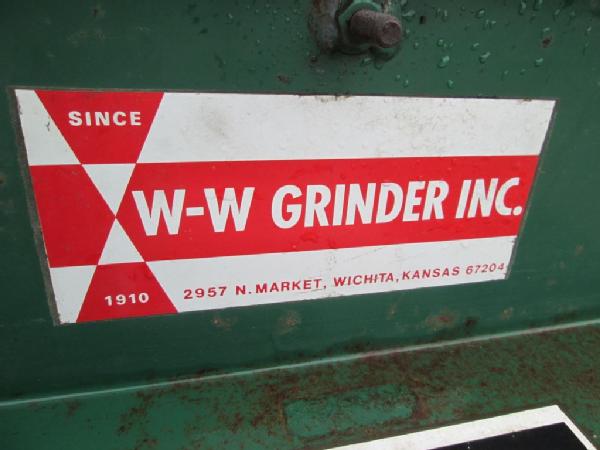 SINCE
W-W GRINDER INC.
1910
2957 N. MARKET, WICHITA, KANSAS 67204